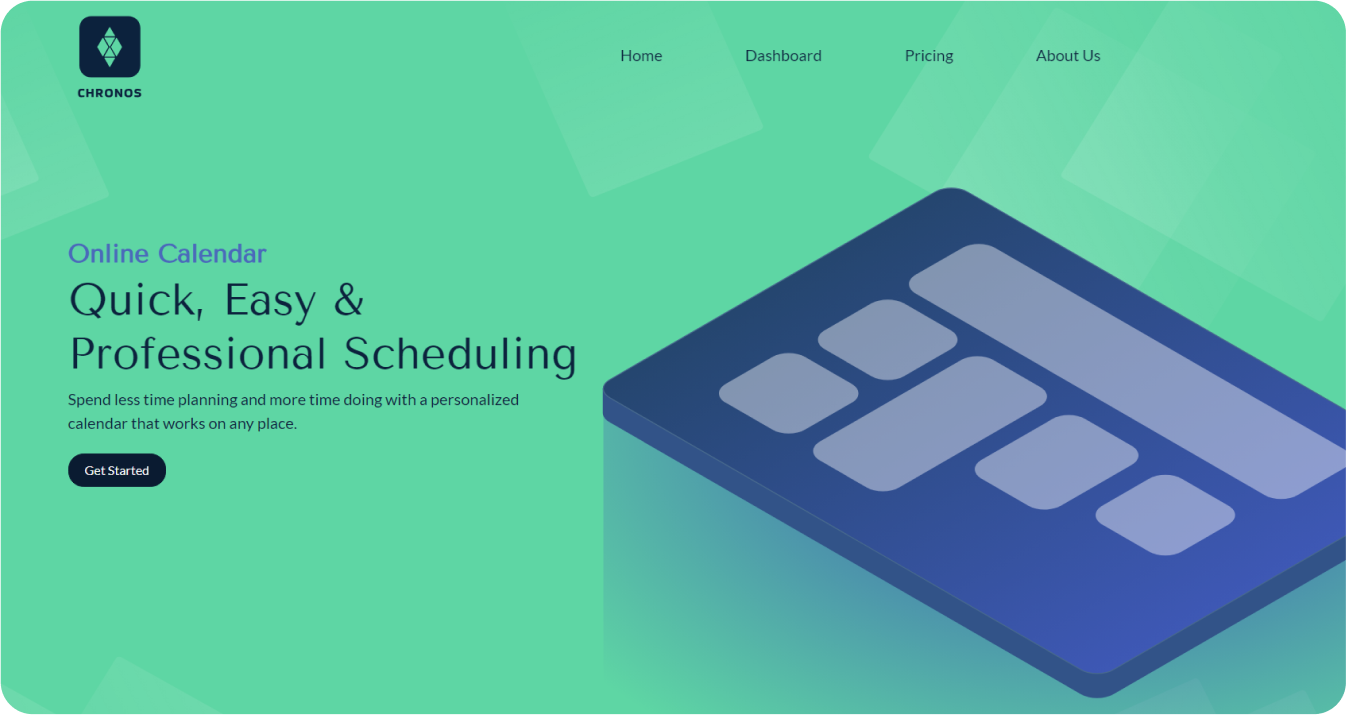 CHRONOS
Home
Dashboard
Pricing
About Us
Online Calendar
Quick, Easy &
Professional Scheduling
Spend less time planning and more time doing with a personalized
calendar that works on any place.
Get Started